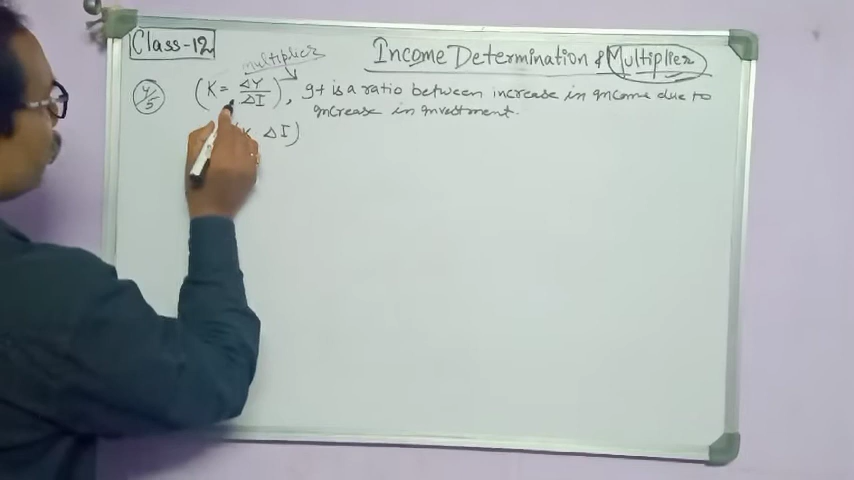 Class-12
Income Determination & Multiplier
multiplier
4/5
(K = ΔY/ΔI), It is a ratio between increase in income due to
increase in investment.
ΔI)